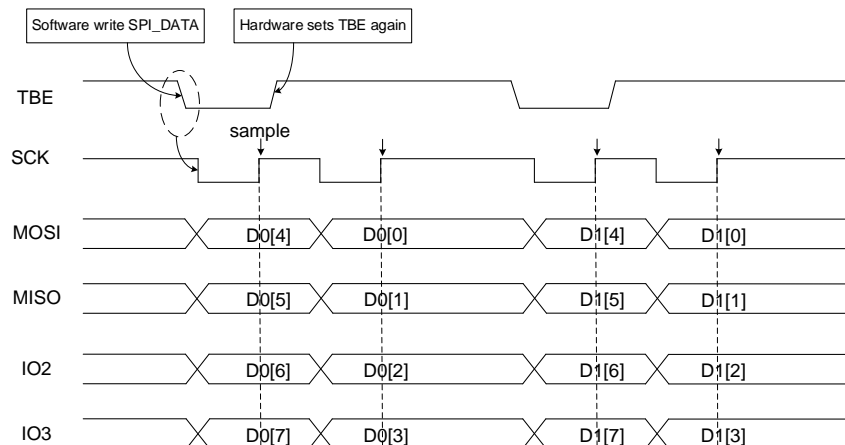 Software write SPI_DATA Hardware sets TBE again
TBE
sample
SCK
MOSI D0[4] D0[0] D1[4] D1[0]
MISO D0[5] D0[1] D1[5] D1[1]
IO2 D0[6] D0[2] D1[6] D1[2]
IO3 D0[7] D0[3] D1[7] D1[3]